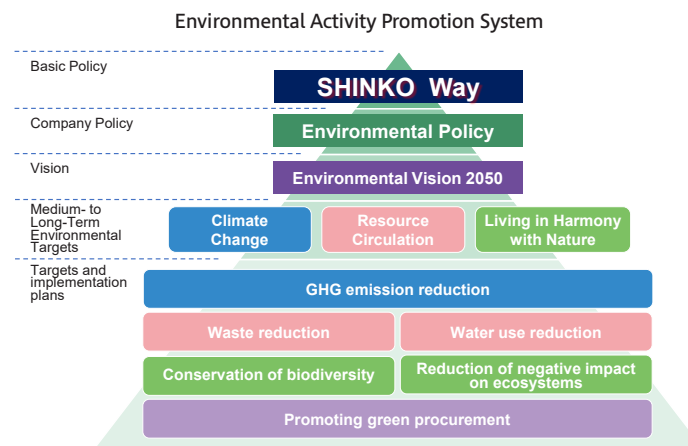 Environmental Activity Promotion System
Basic Policy
SHINKO Way
Company Policy
Environmental Policy
Vision
Environmental Vision 2050
Medium- to
Long-Term
Environmental
Targets
Climate
Change
Resource
Circulation
Living in Harmony
with Nature
Targets and
implementation
plans
GHG emission reduction
Waste reduction
Water use reduction
Conservation of biodiversity
Reduction of negative impact
on ecosystems
Promoting green procurement